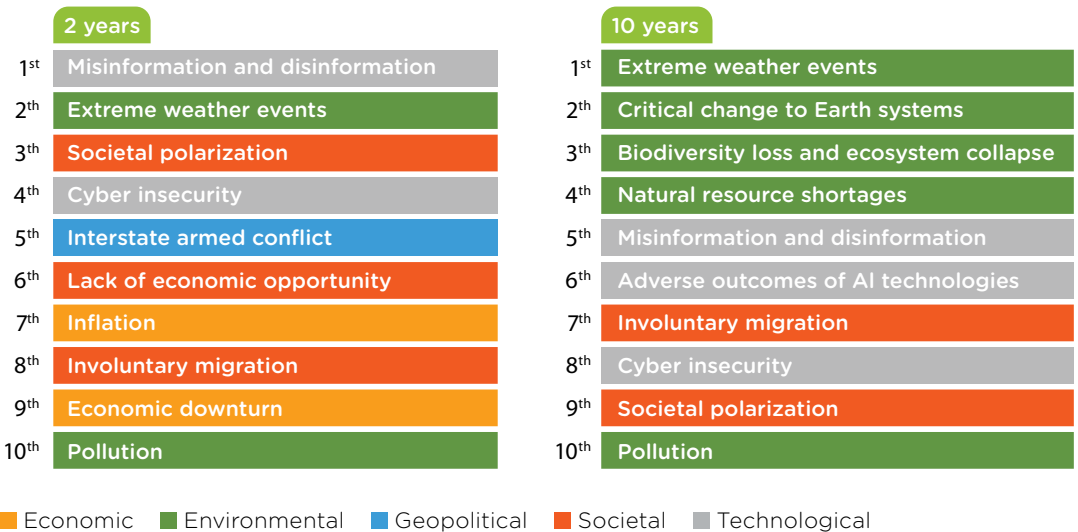 2 years
1st Misinformation and disinformation
2th Extreme weather events
3th Societal polarization
4th Cyber insecurity
5th Interstate armed conflict
6th Lack of economic opportunity
7th Inflation
8th Involuntary migration
9th Economic downturn
10th Pollution
10 years
1st Extreme weather events
2th Critical change to Earth systems
3th Biodiversity loss and ecosystem collapse
4th Natural resource shortages
5th Misinformation and disinformation
6th Adverse outcomes of AI technologies
7th Involuntary migration
8th Cyber insecurity
9th Societal polarization
10th Pollution
Economic Environmental Geopolitical Societal Technological